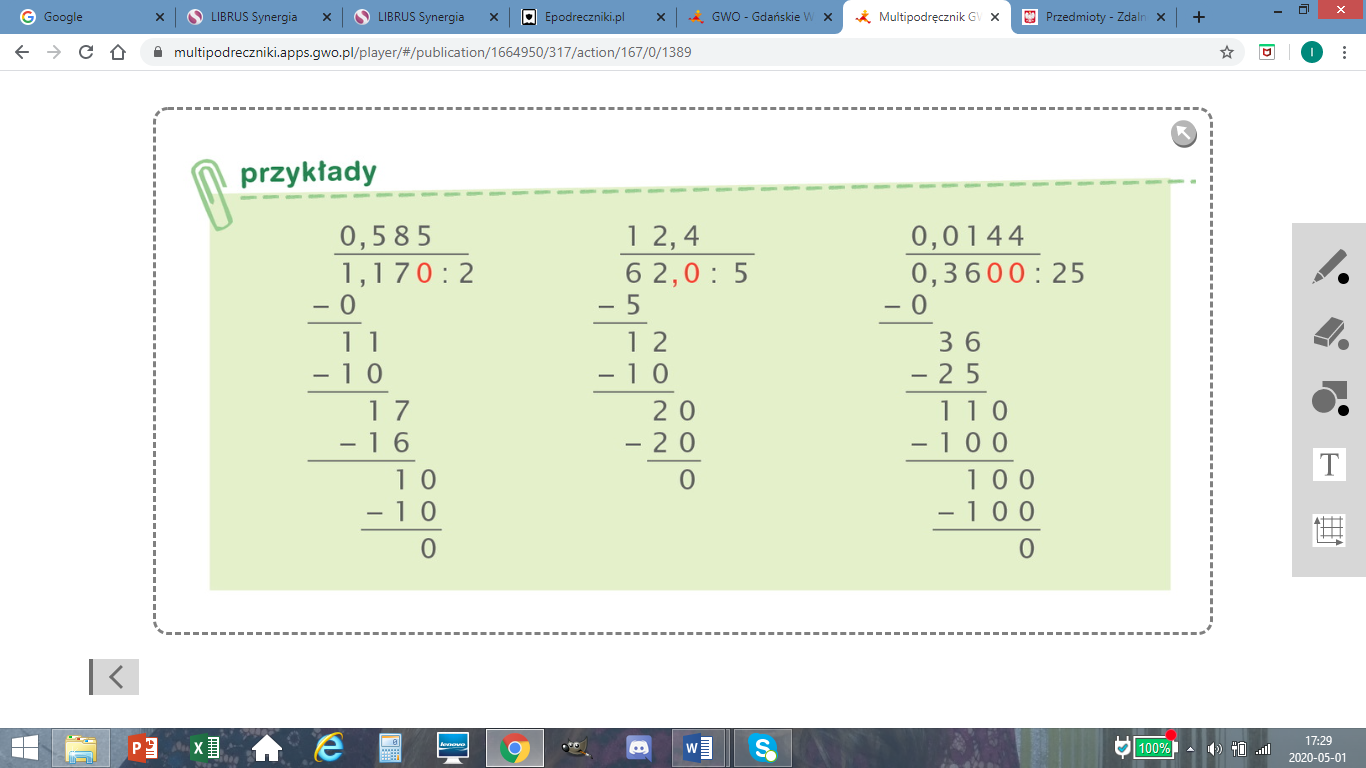 Google
LIBRUS Synergia
LIBRUS Synergia
Epodreczniki.pl
GWO - Gdańskie W
Multipodręcznik GW
Przedmioty - Zdaln
multipodreczniki.apps.gwo.pl/player/#/publication/1664950/317/action/167/0/1389
I
przykłady
0,585
1,170 : 2
− 0
11
− 10
17
− 16
10
− 10
0
12,4
62,0 : 5
− 5
12
− 10
20
− 20
0
0,0144
0,3600 : 25
− 0
36
− 25
110
− 100
100
− 100
0
T
lenovo
100%
17:29
2020-05-01